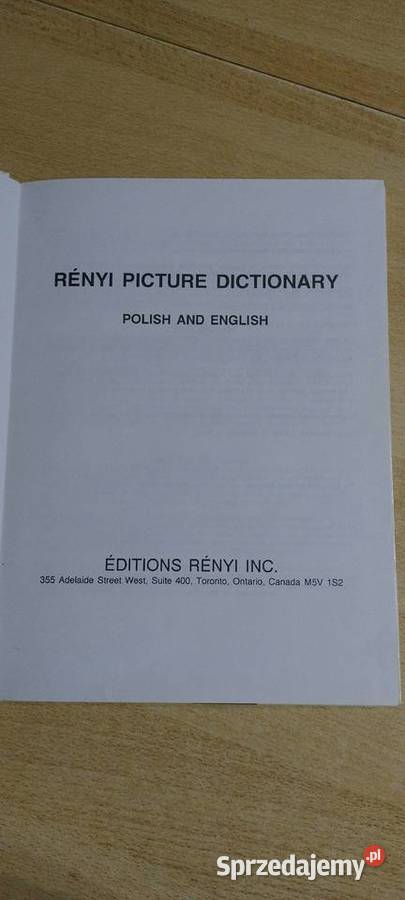 RÉNYI PICTURE DICTIONARY
POLISH AND ENGLISH
ÉDITIONS RÉNYI INC.
355 Adelaide Street West, Suite 400, Toronto, Ontario, Canada M5V 1S2
Sprzedajemy.pl